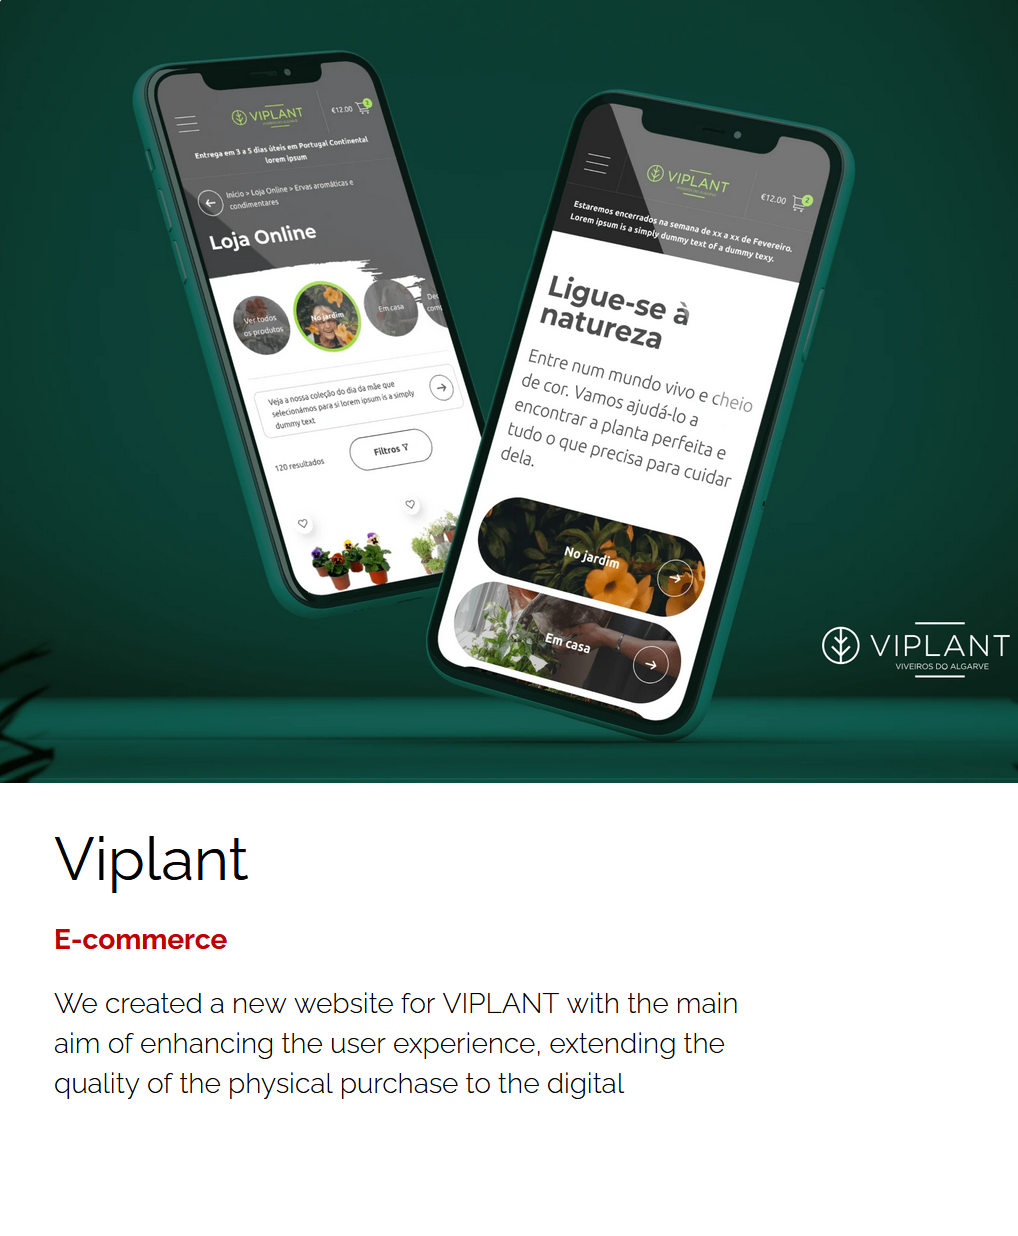 VIPLANT
€12.00
2
Entrega em 3 a 5 dias úteis em Portugal Continental
lorem ipsum
Início > Loja Online > Ervas aromáticas e
condimentares
Loja Online
Ver todos
os produtos
No jardim
Em casa
Veja a nossa coleção do dia da mãe que
selecionámos para si lorem ipsum is a simply
dummy text
120 resultados
Filtros
VIPLANT
€12.00
2
Estaremos encerrados na semana de xx a xx de Fevereiro.
Lorem ipsum is a simply dummy text of a dummy texy.
Ligue-se à
natureza
Entre num mundo vivo e cheio
de cor. Vamos ajudá-lo a
encontrar a planta perfeita e
tudo o que precisa para cuidar
dela.
No jardim
Em casa
VIPLANT
VIVEIROS DO ALGARVE
Viplant
E-commerce
We created a new website for VIPLANT with the main
aim of enhancing the user experience, extending the
quality of the physical purchase to the digital